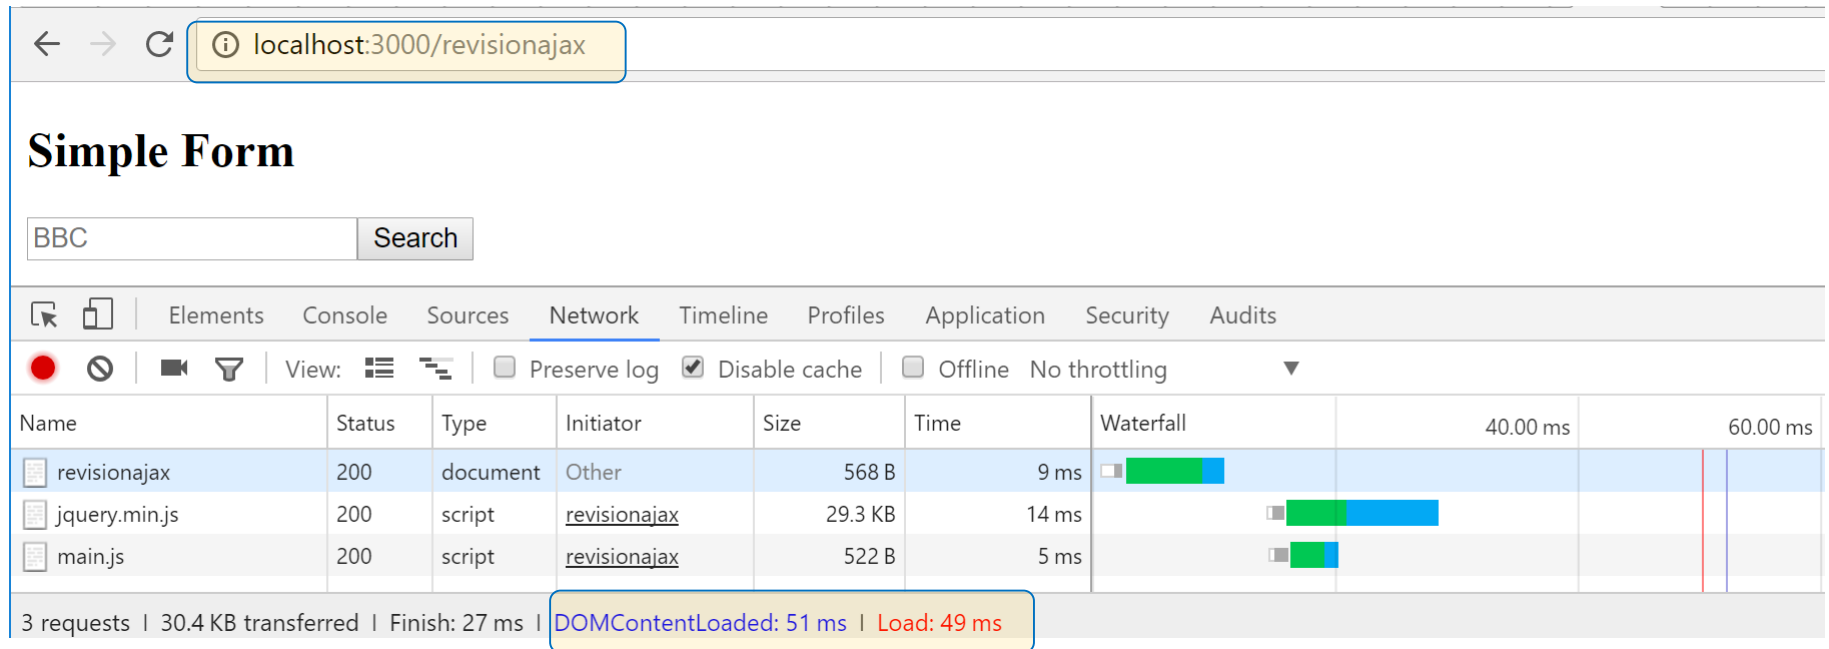 localhost:3000/revisionajax
Simple Form
BBC Search
Elements Console Sources Network Timeline Profiles Application Security Audits
View: Preserve log Disable cache Offline No throttling
Name Status Type Initiator Size Time Waterfall 40.00 ms 60.00 ms
revisionajax 200 document Other 568 B 9 ms
jquery.min.js 200 script revisionajax 29.3 KB 14 ms
main.js 200 script revisionajax 522 B 5 ms
3 requests | 30.4 KB transferred | Finish: 27 ms | DOMContentLoaded: 51 ms | Load: 49 ms